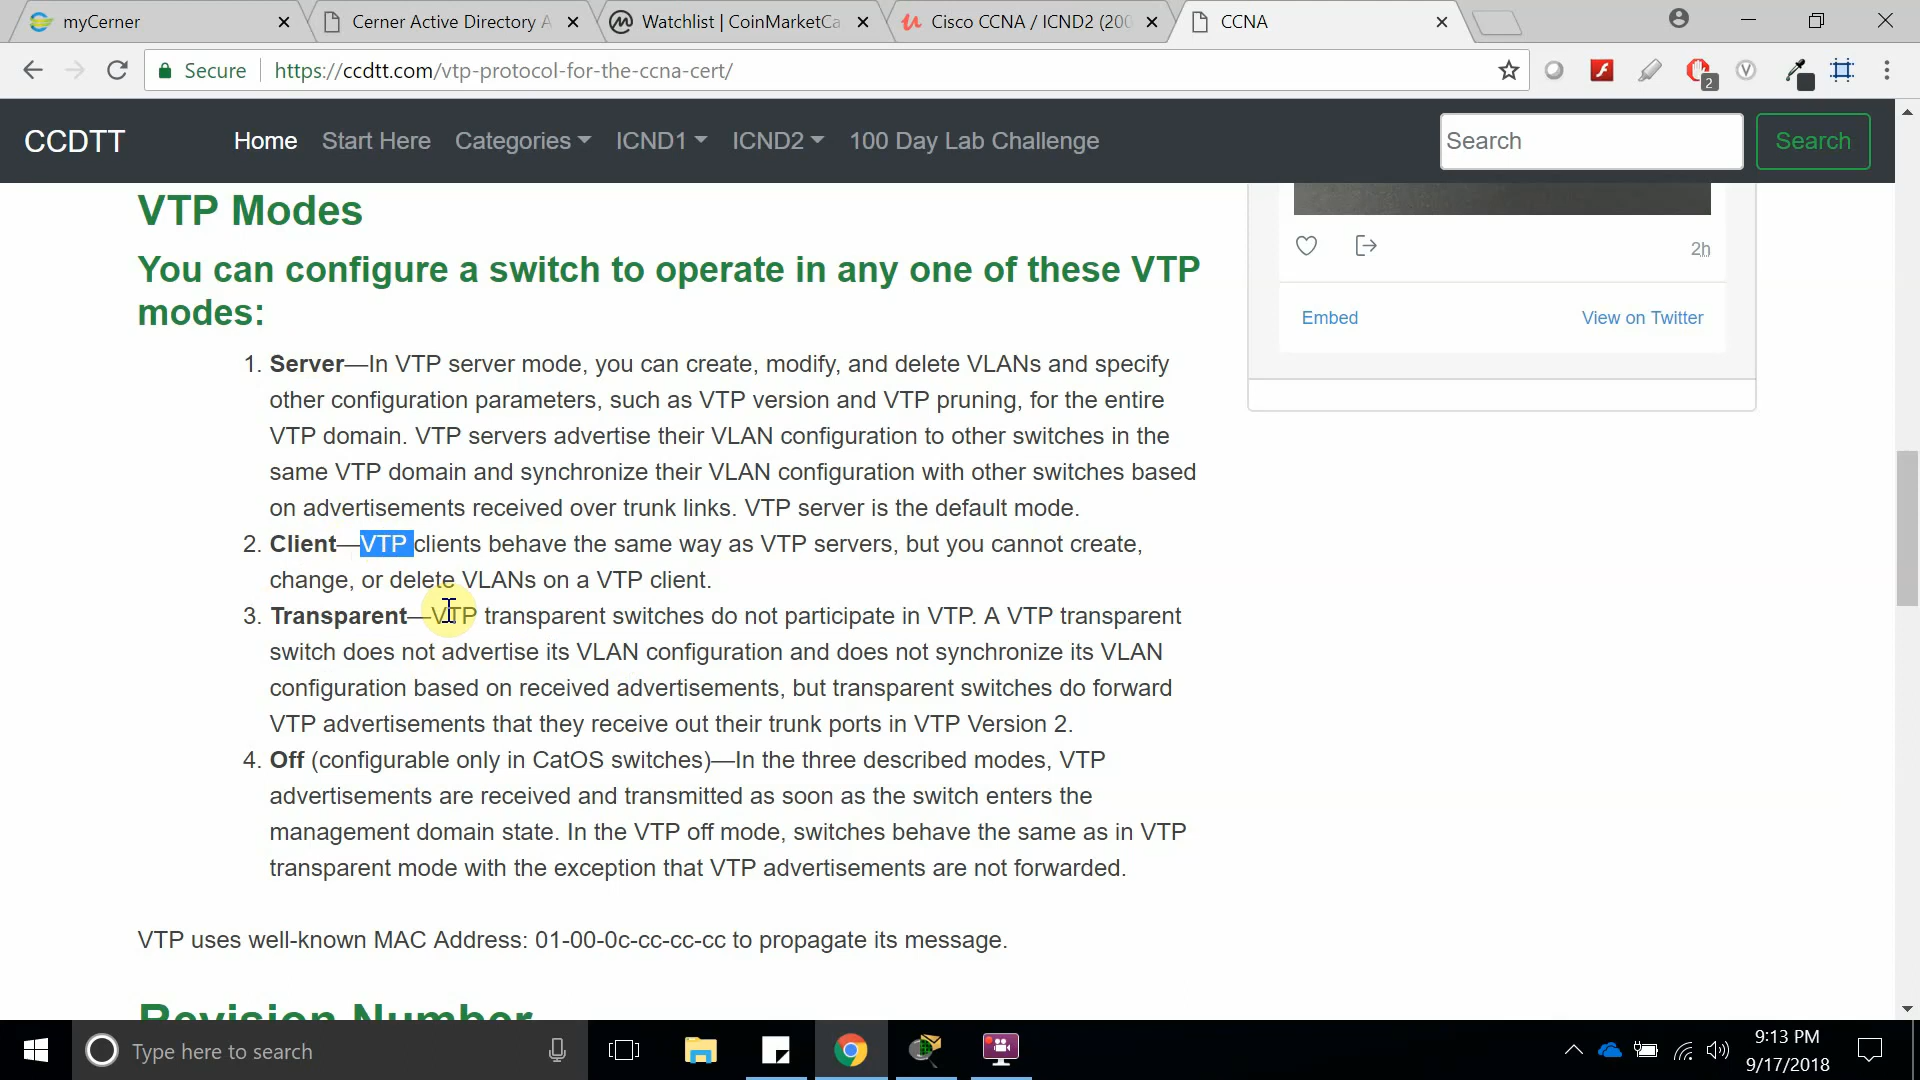 myCerner
Cerner Active Directory A
Watchlist | CoinMarketCa
Cisco CCNA / ICND2 (200
CCNA
Secure
https://ccdtt.com/vtp-protocol-for-the-ccna-cert/
2
CCDTT
Home
Start Here
Categories
ICND1
ICND2
100 Day Lab Challenge
Search
Search
VTP Modes
You can configure a switch to operate in any one of these VTP
modes:
1. Server—In VTP server mode, you can create, modify, and delete VLANs and specify
other configuration parameters, such as VTP version and VTP pruning, for the entire
VTP domain. VTP servers advertise their VLAN configuration to other switches in the
same VTP domain and synchronize their VLAN configuration with other switches based
on advertisements received over trunk links. VTP server is the default mode.
2. Client—VTP clients behave the same way as VTP servers, but you cannot create,
change, or delete VLANs on a VTP client.
3. Transparent—VTP transparent switches do not participate in VTP. A VTP transparent
switch does not advertise its VLAN configuration and does not synchronize its VLAN
configuration based on received advertisements, but transparent switches do forward
VTP advertisements that they receive out their trunk ports in VTP Version 2.
4. Off (configurable only in CatOS switches)—In the three described modes, VTP
advertisements are received and transmitted as soon as the switch enters the
management domain state. In the VTP off mode, switches behave the same as in VTP
transparent mode with the exception that VTP advertisements are not forwarded.
VTP uses well-known MAC Address: 01-00-0c-cc-cc-cc to propagate its message.
Revision Number
2h
Embed
View on Twitter
Type here to search
9:13 PM
9/17/2018